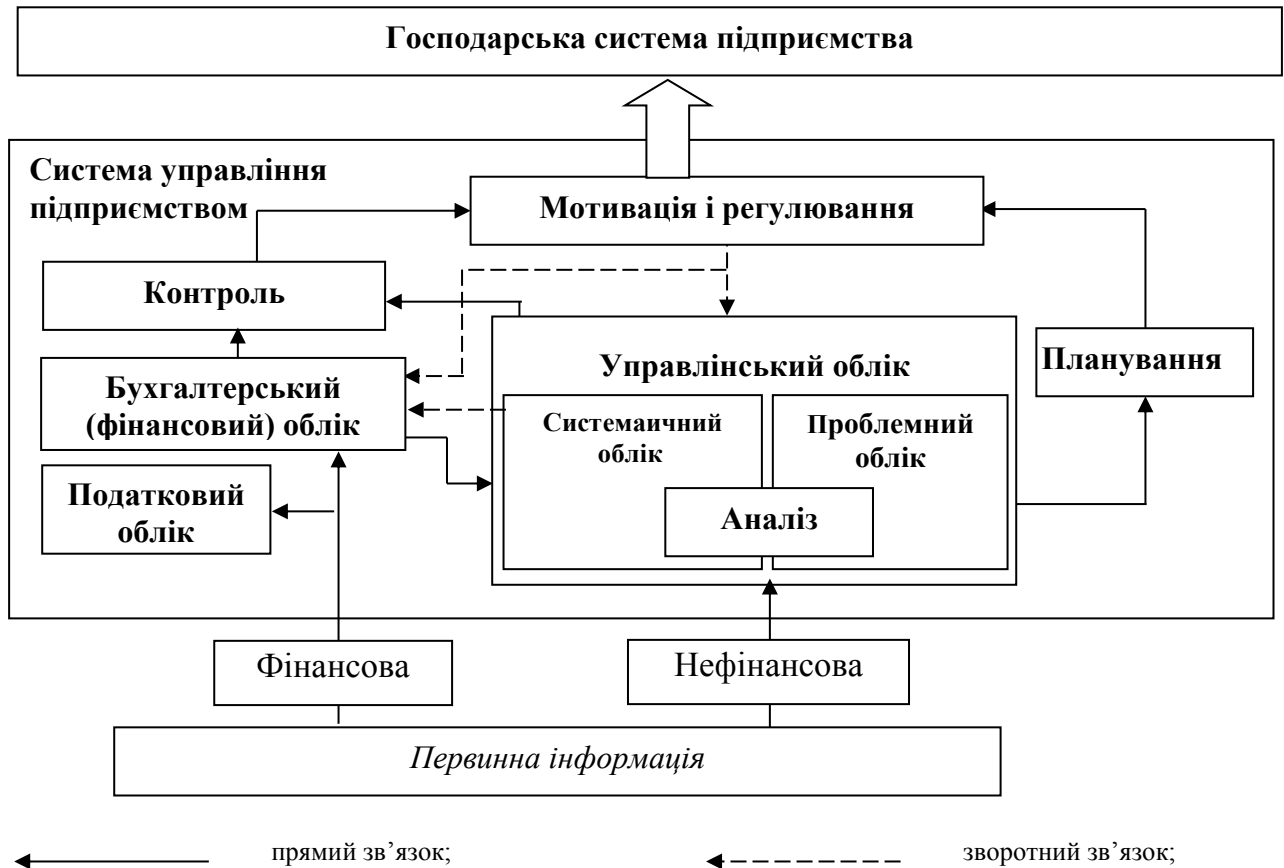 Господарська система підприємства
Система управління
підприємством
Мотивація і регулювання
Контроль
Бухгалтерський
(фінансовий) облік
Податковий
облік
Управлінський облік
Системаичний
облік
Проблемний
облік
Аналіз
Планування
Фінансова
Нефінансова
Первинна інформація
прямий зв’язок;
зворотний зв’язок;